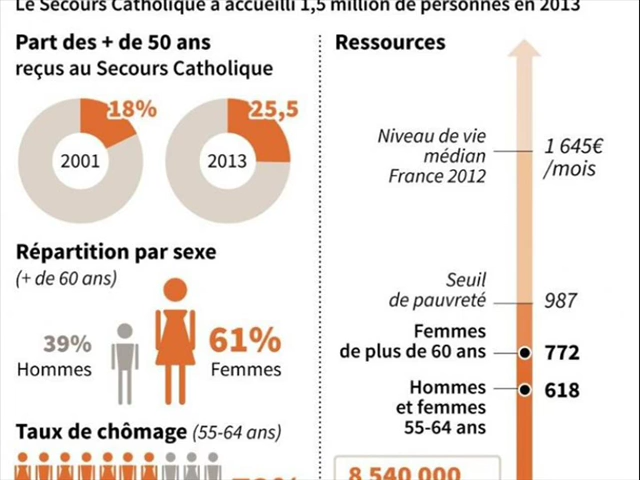 Le Secours Catholique a accueilli 1,5 million de personnes en 2013
Part des + de 50 ans
reçus au Secours Catholique
18%
2001
25,5
2013
Répartition par sexe
(+ de 60 ans)
39%
Hommes
61%
Femmes
Taux de chômage (55-64 ans)
Ressources
Niveau de vie
médian
France 2012
1 645€
/mois
Seuil
de pauvreté
987
Femmes
de plus de 60 ans
772
Hommes
et femmes
55-64 ans
618
8 540 000